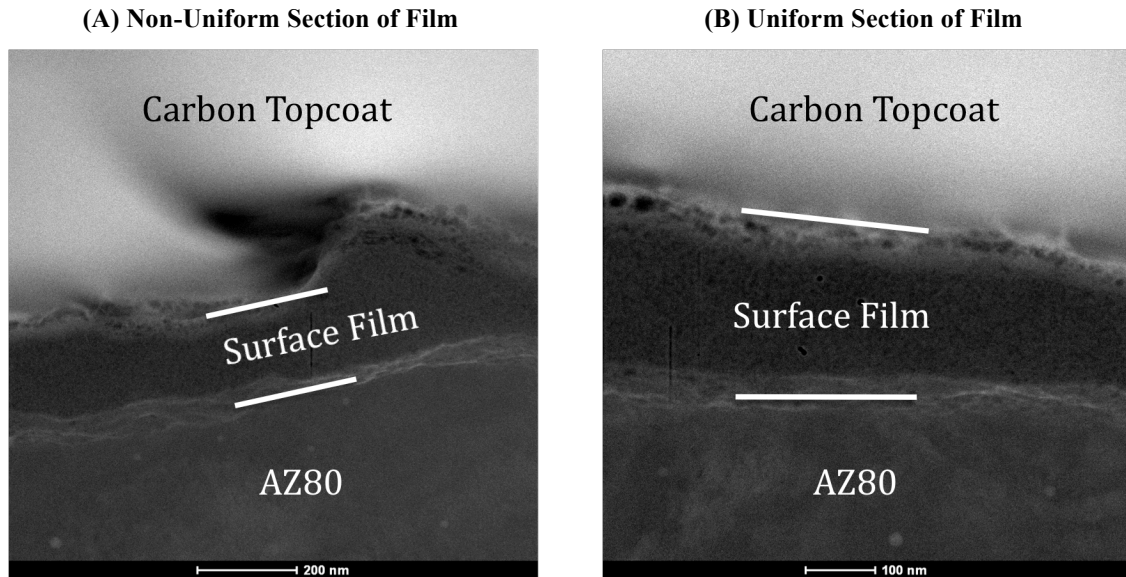 (A) Non-Uniform Section of Film
Carbon Topcoat
Surface Film
AZ80
200 nm
(B) Uniform Section of Film
Carbon Topcoat
Surface Film
AZ80
100 nm